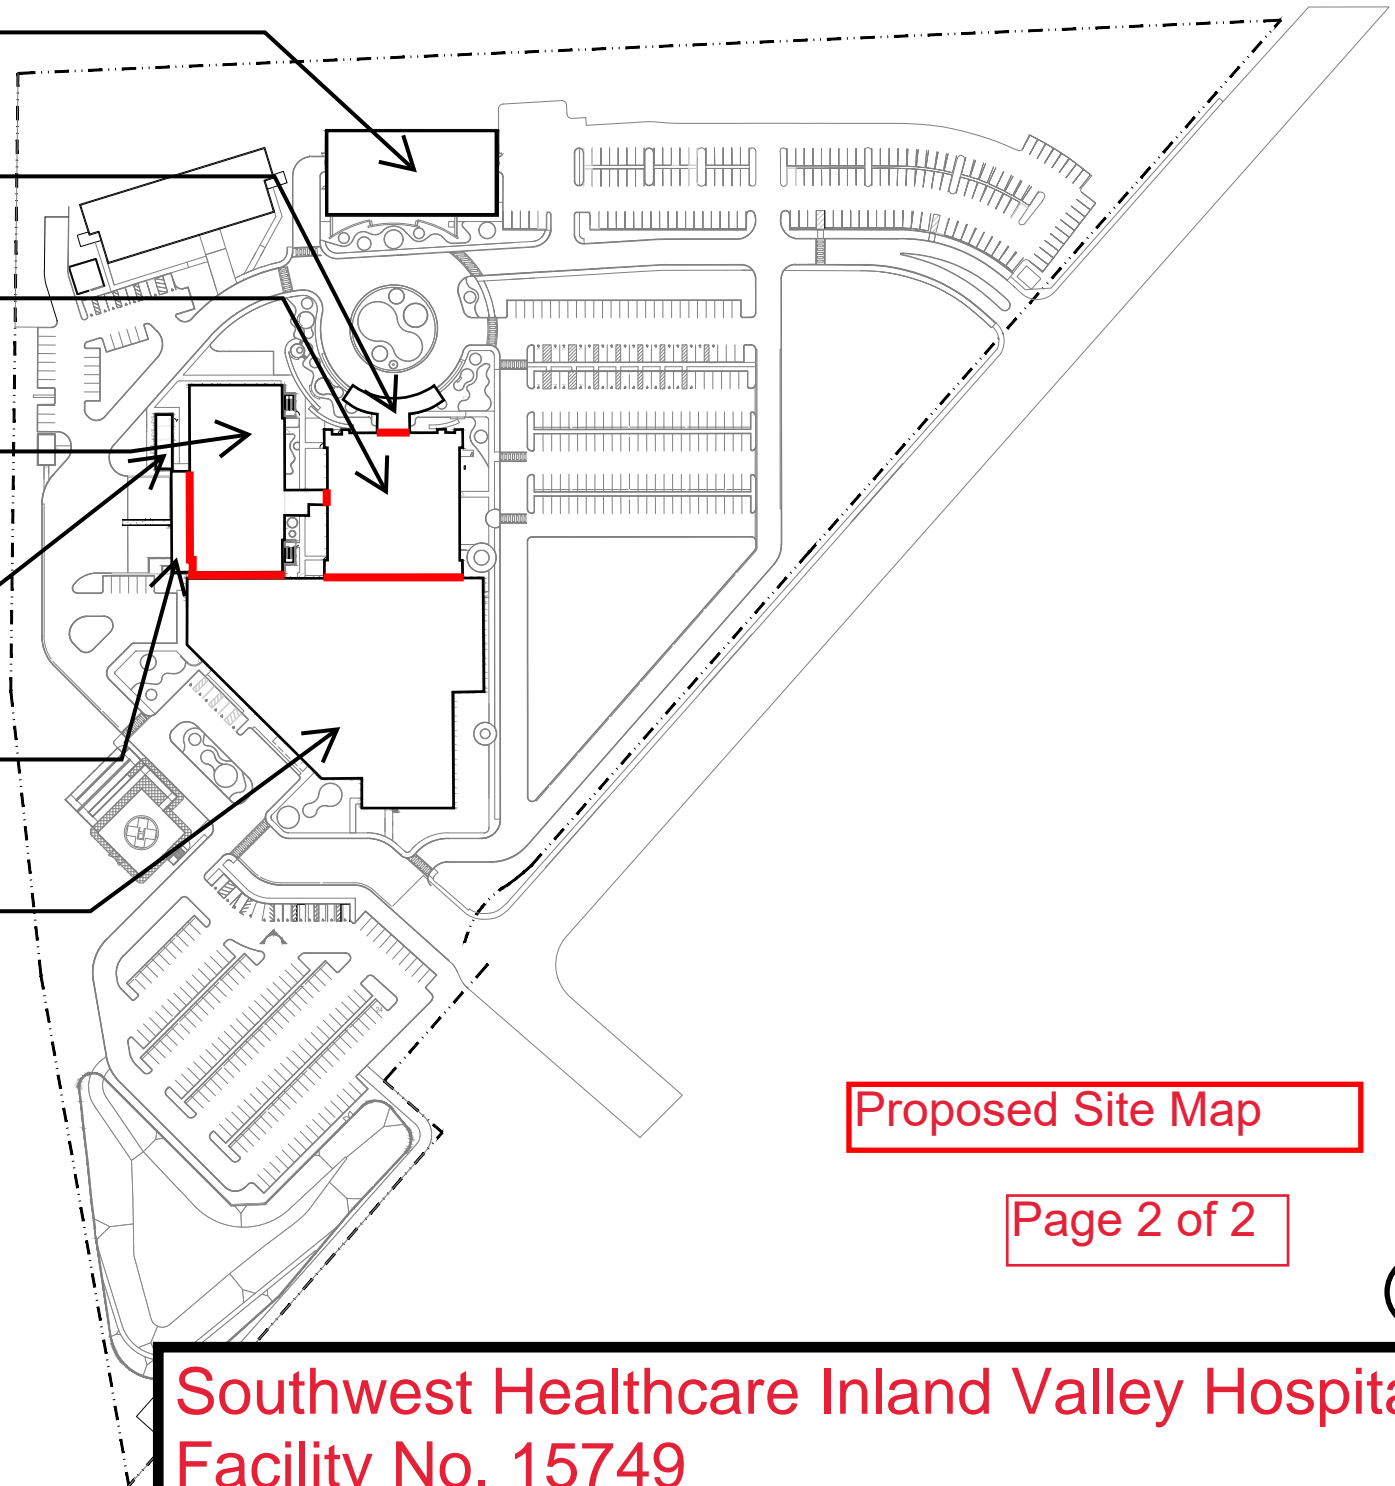 Proposed Site Map
Page 2 of 2
Southwest Healthcare Inland Valley Hospita
Facility No. 15749